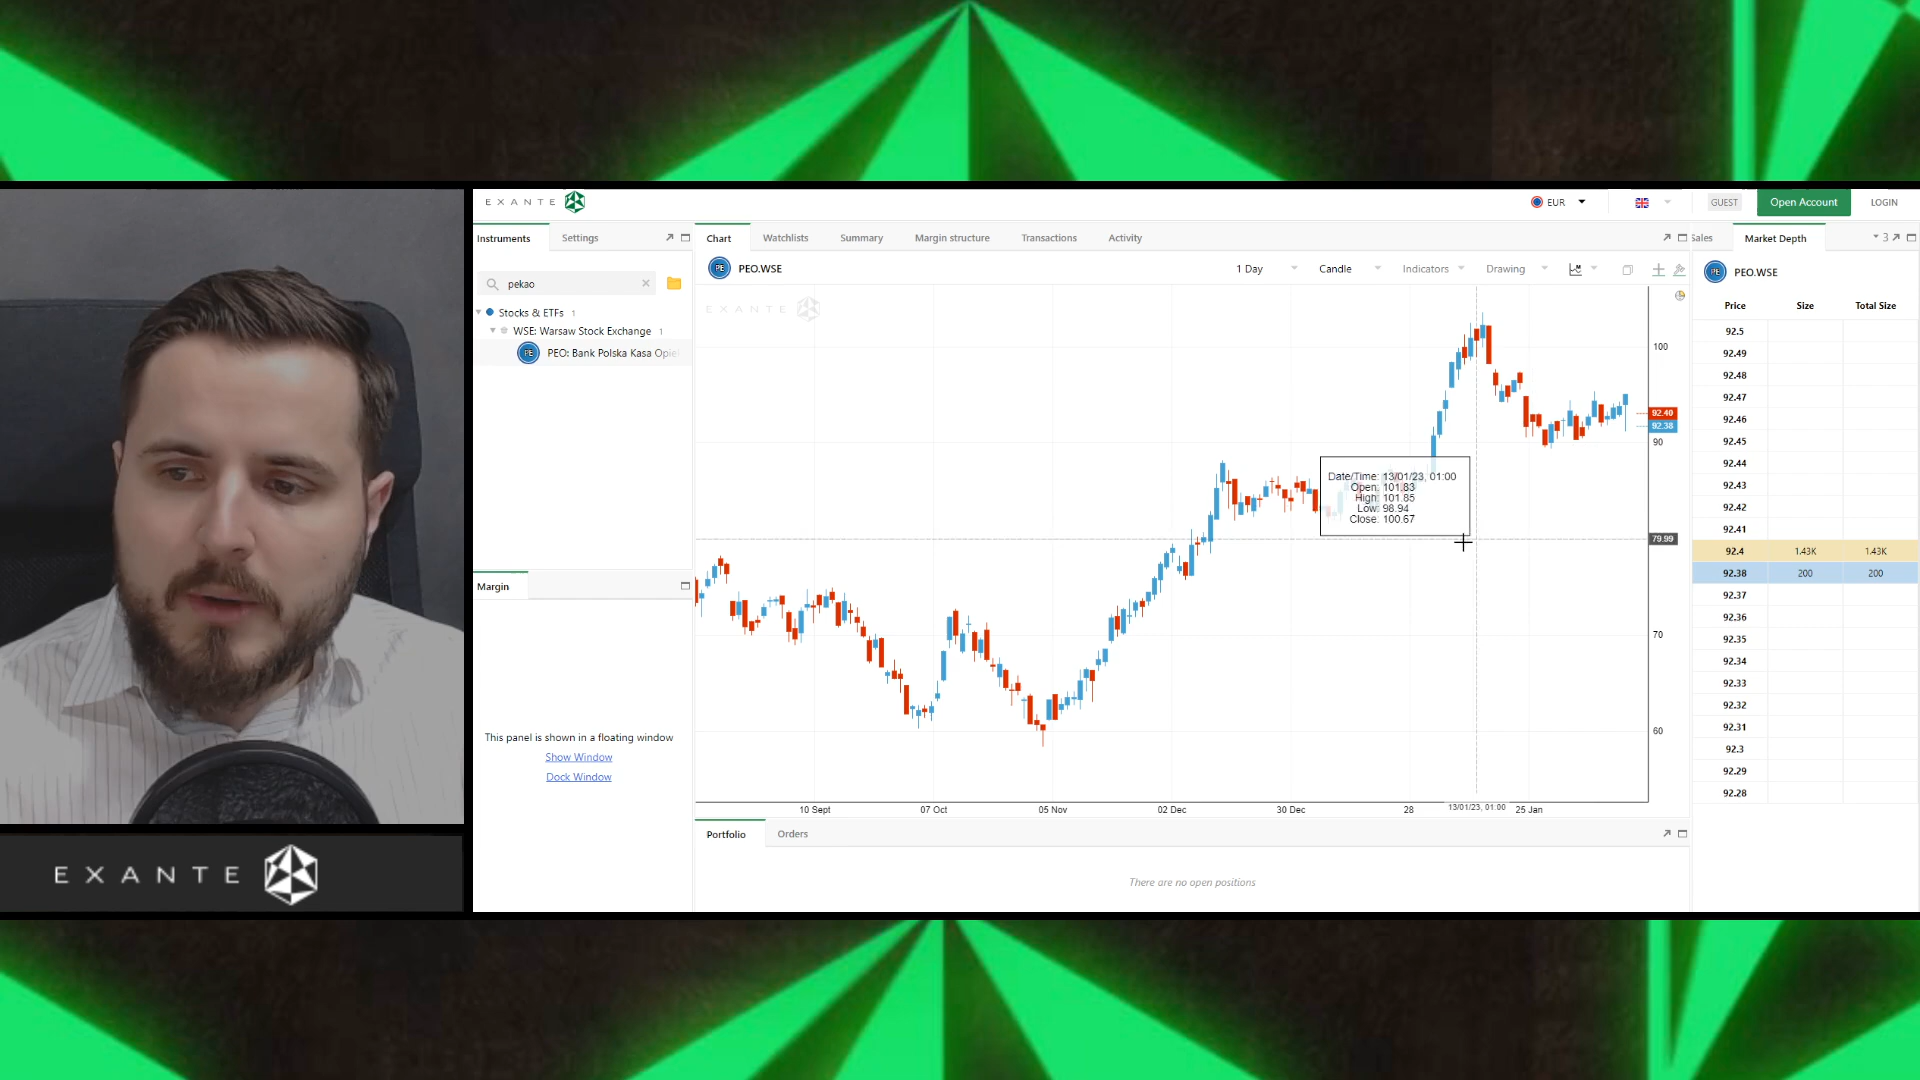 EXANTE
EUR
GUEST
Open Account
LOGIN
Instruments
Settings
Chart
Watchlists
Summary
Margin structure
Transactions
Activity
Sales
Market Depth
3
pekao
PE PEO.WSE
1 Day
Candle
Indicators
Drawing
PE PEO.WSE
Stocks & ETFs 1
WSE: Warsaw Stock Exchange 1
PE PEO: Bank Polska Kasa Opie
EXANTE
Price Size Total Size
92.5
92.49
92.48
92.47
92.46
92.45
92.44
92.43
92.42
92.41
92.4 1.43K 1.43K
92.38 200 200
92.37
92.36
92.35
92.34
92.33
92.32
92.31
92.3
92.29
92.28
100
92.40
92.38
90
79.99
70
60
Date/Time: 13/01/23, 01:00
Open: 101.83
High: 101.85
Low: 98.94
Close: 100.67
10 Sept
07 Oct
05 Nov
02 Dec
30 Dec
28
13/01/23, 01:00
25 Jan
Margin
This panel is shown in a floating window
Show Window
Dock Window
Portfolio
Orders
There are no open positions
EXANTE